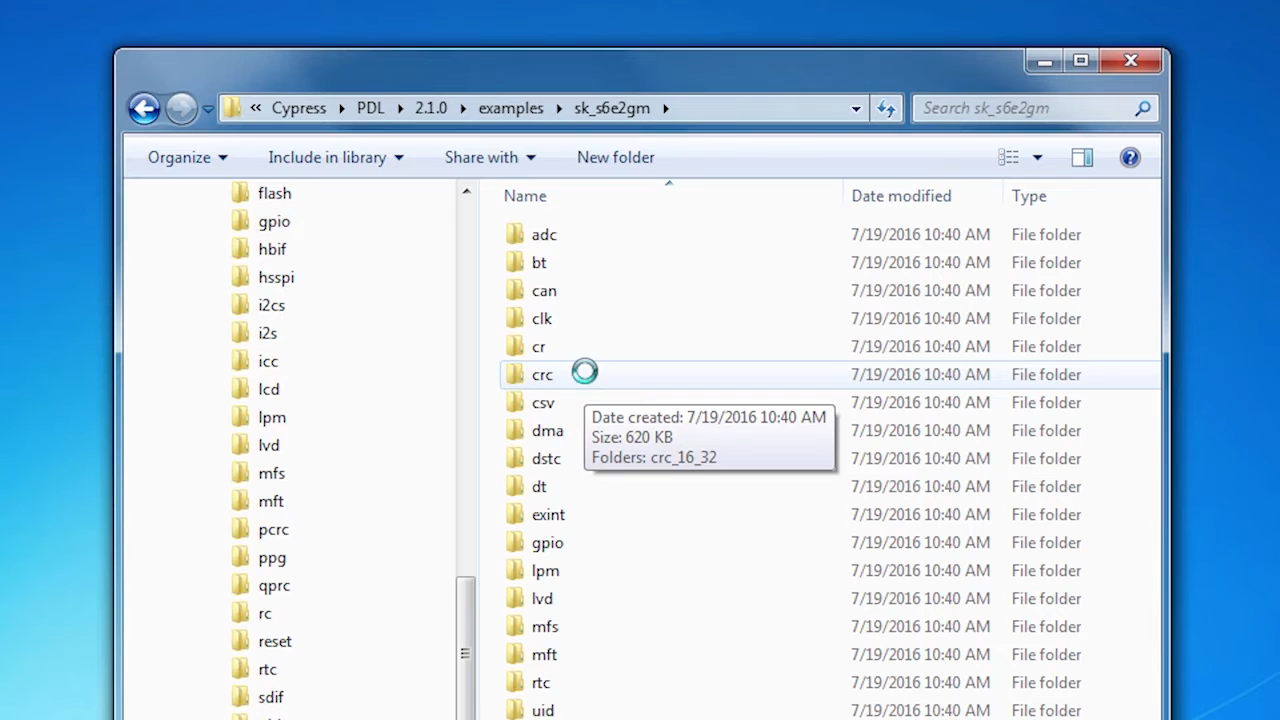 « Cypress PDL 2.1.0 examples sk_s6e2gm
Search sk_s6e2gm
Organize Include in library Share with New folder
flash
gpio
hbif
hsspi
i2cs
i2s
icc
lcd
lpm
lvd
mfs
mft
pcrc
ppg
qprc
rc
reset
rtc
sdif
Name Date modified Type
adc 7/19/2016 10:40 AM File folder
bt 7/19/2016 10:40 AM File folder
can 7/19/2016 10:40 AM File folder
clk 7/19/2016 10:40 AM File folder
cr 7/19/2016 10:40 AM File folder
crc 7/19/2016 10:40 AM File folder
csv 7/19/2016 10:40 AM File folder
dma 7/19/2016 10:40 AM File folder
dstc 7/19/2016 10:40 AM File folder
dt 7/19/2016 10:40 AM File folder
exint 7/19/2016 10:40 AM File folder
gpio 7/19/2016 10:40 AM File folder
lpm 7/19/2016 10:40 AM File folder
lvd 7/19/2016 10:40 AM File folder
mfs 7/19/2016 10:40 AM File folder
mft 7/19/2016 10:40 AM File folder
rtc 7/19/2016 10:40 AM File folder
uid 7/19/2016 10:40 AM File folder
Date created: 7/19/2016 10:40 AM
Size: 620 KB
Folders: crc_16_32